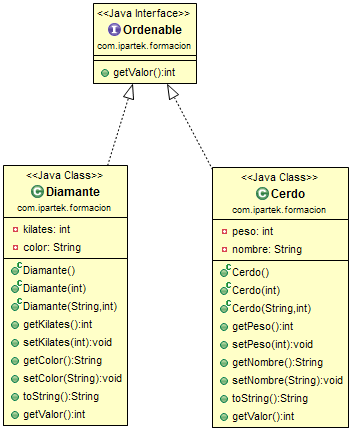 <<Java Interface>>
Ordenable
com.ipartek.formacion
getValor():int
<<Java Class>>
Diamante
com.ipartek.formacion
kilates: int
color: String
Diamante()
Diamante(int)
Diamante(String,int)
getKilates():int
setKilates(int):void
getColor():String
setColor(String):void
toString():String
getValor():int
<<Java Class>>
Cerdo
com.ipartek.formacion
peso: int
nombre: String
Cerdo()
Cerdo(int)
Cerdo(String,int)
getPeso():int
setPeso(int):void
getNombre():String
setNombre(String):void
toString():String
getValor():int